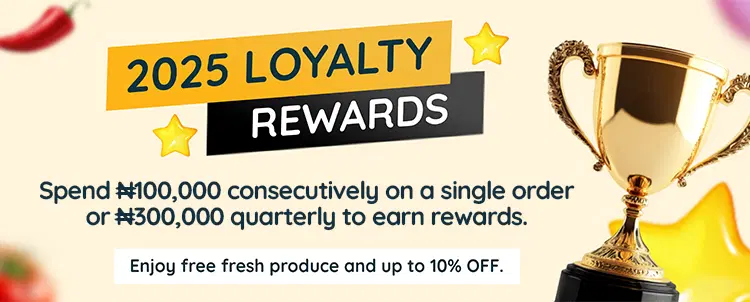 2025 LOYALTY
REWARDS
Spend ₦100,000 consecutively on a single order
or ₦300,000 quarterly to earn rewards.
Enjoy free fresh produce and up to 10% OFF.